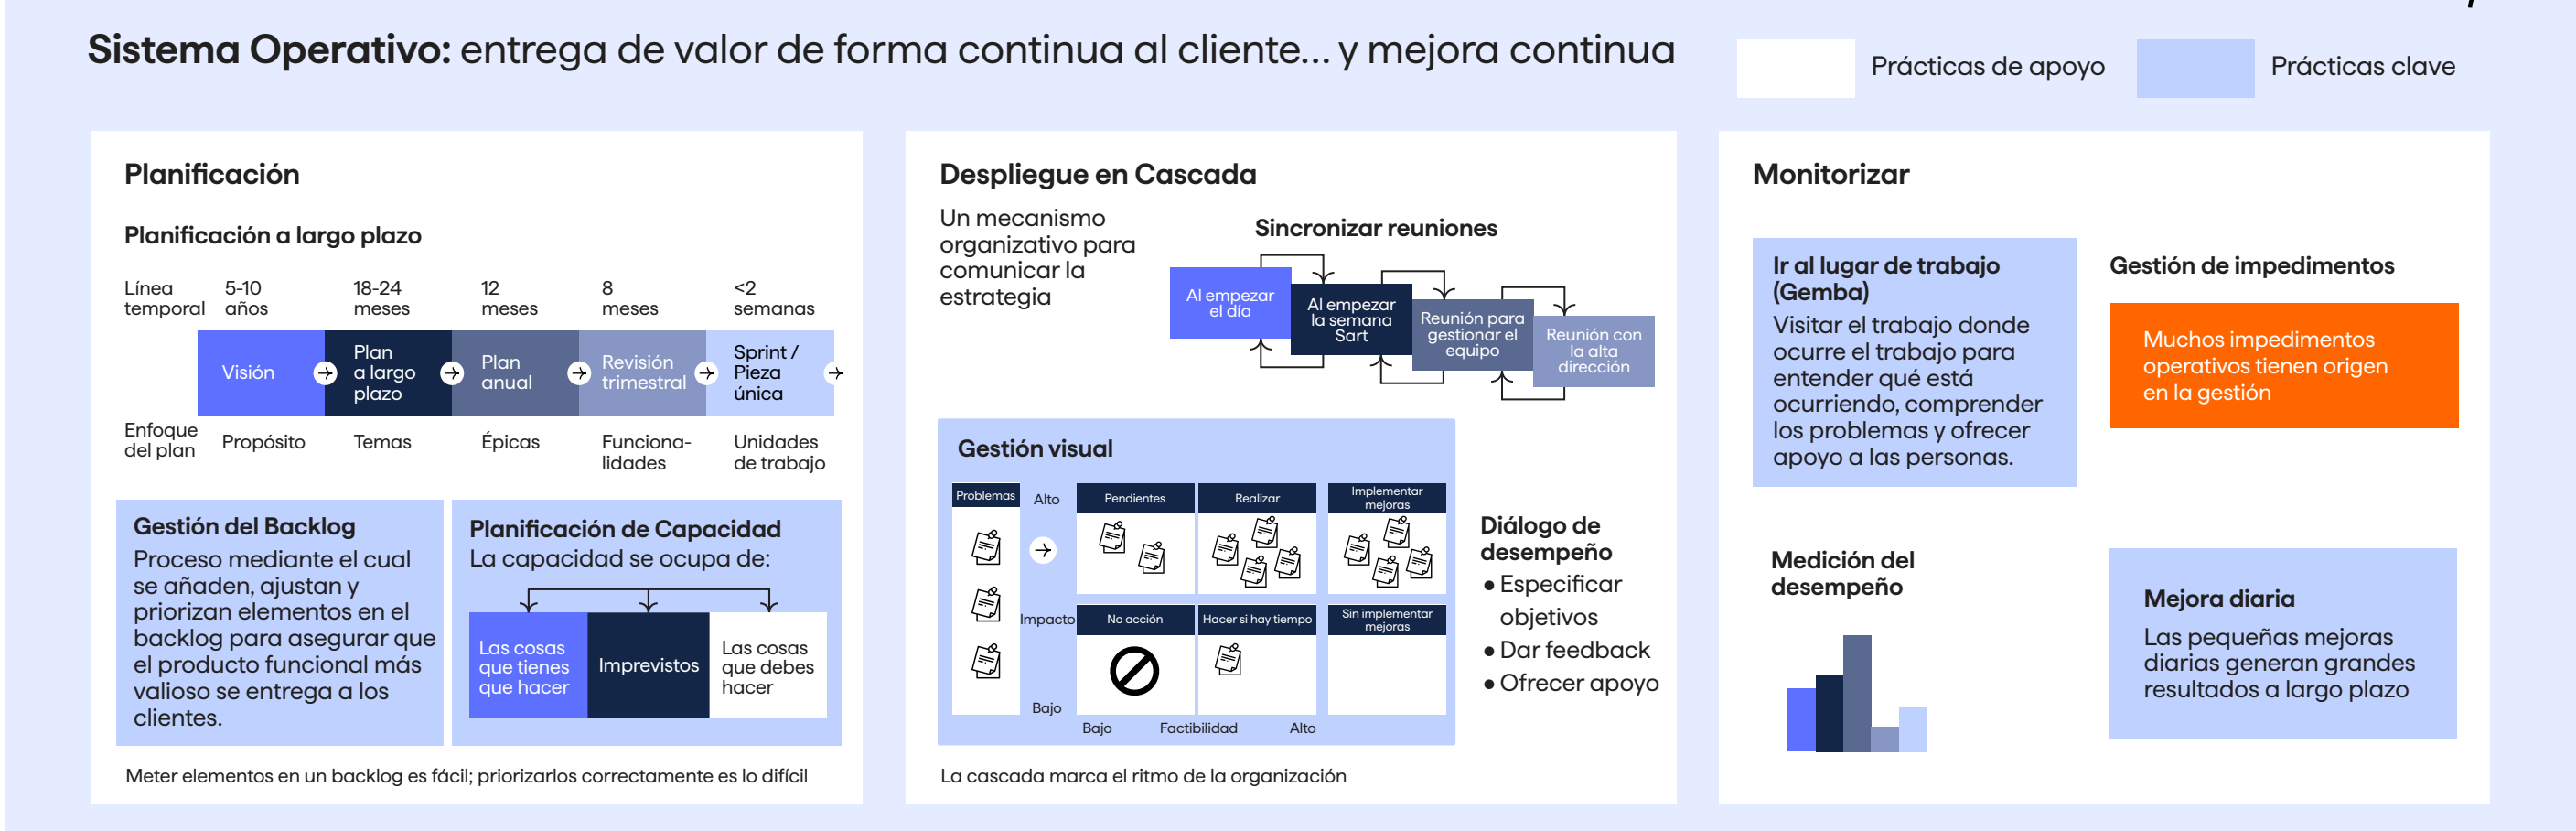 Sistema Operativo: entrega de valor de forma continua al cliente... y mejora continua
Prácticas de apoyo
Prácticas clave
Planificación
Planificación a largo plazo
Línea
temporal
5-10
años
18-24
meses
12
meses
8
meses
<2
semanas
Visión
Plan
a largo
plazo
Plan
anual
Revisión
trimestral
Sprint /
Pieza
única
Enfoque
del plan
Propósito
Temas
Épicas
Funciona-
lidades
Unidades
de trabajo
Gestión del Backlog
Proceso mediante el cual
se añaden, ajustan y
priorizan elementos en el
backlog para asegurar que
el producto funcional más
valioso se entrega a los
clientes.
Planificación de Capacidad
La capacidad se ocupa de:
Las cosas
que tienes
que hacer
Imprevistos
Las cosas
que debes
hacer
Meter elementos en un backlog es fácil; priorizarlos correctamente es lo difícil
Despliegue en Cascada
Un mecanismo
organizativo para
comunicar la
estrategia
Sincronizar reuniones
Al empezar
el día
Al empezar
la semana
Sart
Reunión para
gestionar el
equipo
Reunión con
la alta
dirección
Gestión visual
Problemas
Alto
Impacto
Bajo
Pendientes
Realizar
Implementar
mejoras
No acción
Hacer si hay tiempo
Sin implementar
mejoras
Bajo
Factibilidad
Alto
Diálogo de
desempeño
• Especificar
objetivos
• Dar feedback
• Ofrecer apoyo
La cascada marca el ritmo de la organización
Monitorizar
Ir al lugar de trabajo
(Gemba)
Visitar el trabajo donde
ocurre el trabajo para
entender qué está
ocurriendo, comprender
los problemas y ofrecer
apoyo a las personas.
Gestión de impedimentos
Muchos impedimentos
operativos tienen origen
en la gestión
Medición del
desempeño
Mejora diaria
Las pequeñas mejoras
diarias generan grandes
resultados a largo plazo